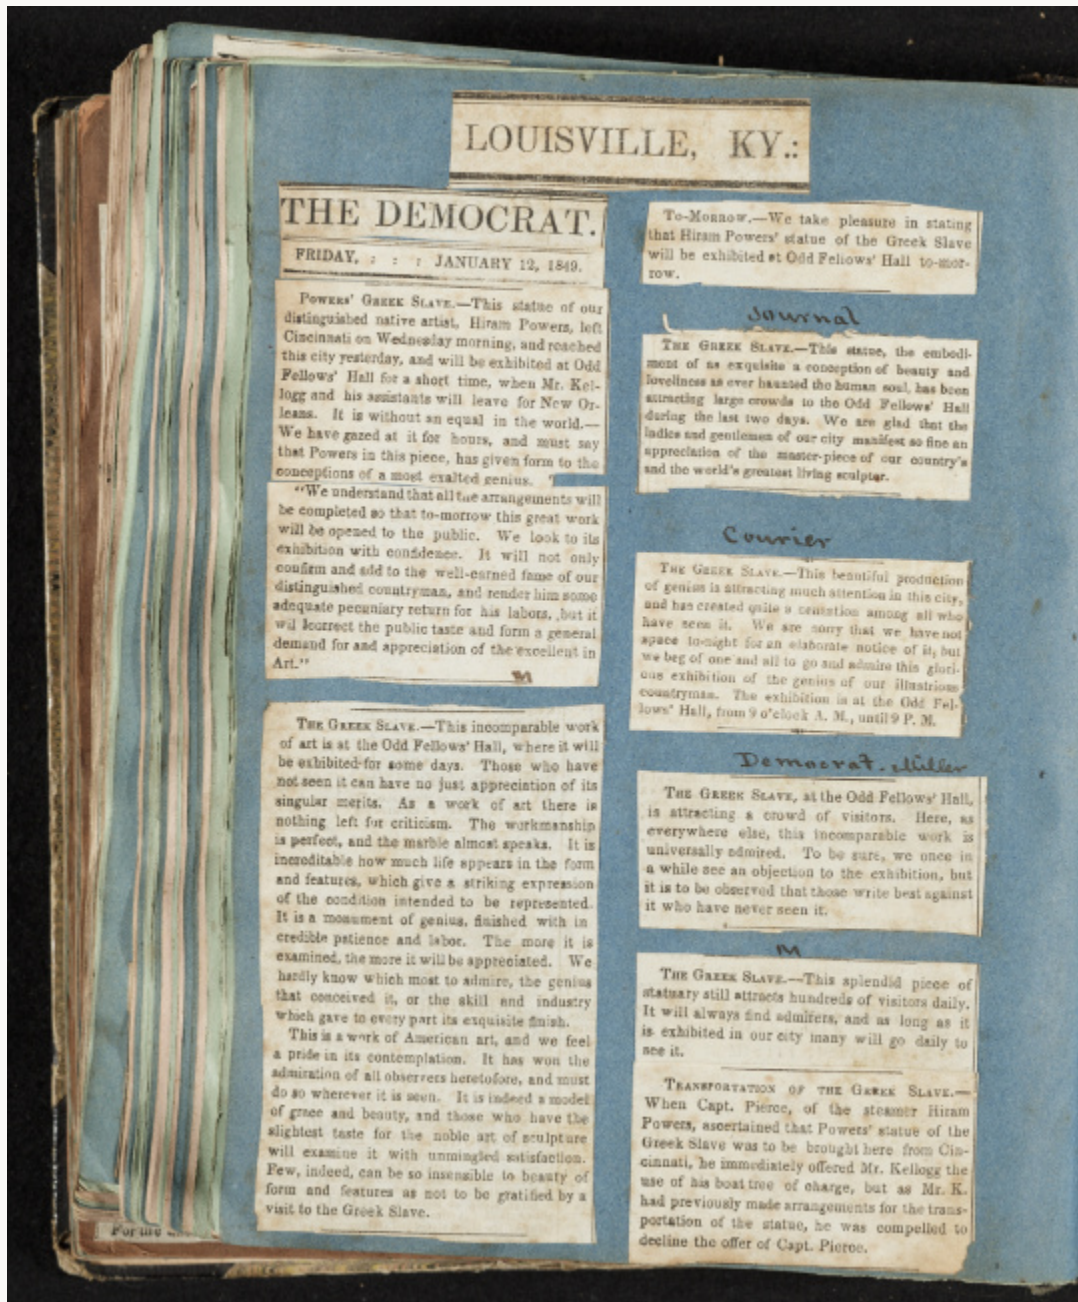 LOUISVILLE, KY.:
THE DEMOCRAT.
FRIDAY, : : : JANUARY 12, 1849.
POWERS' GREEK SLAVE.—This statue of our
distinguished native artist, Hiram Powers, left
Cincinnati on Wednesday morning, and reached
this city yesterday, and will be exhibited at Odd
Fellows' Hall for a short time, when Mr. Kel-
logg and his assistants will leave for New Or-
leans. It is without an equal in the world.—
We have gazed at it for hours, and must say
that Powers in this piece, has given form to the
conceptions of a most exalted genius.
"We understand that all the arrangements will
be completed so that to-morrow this great work
will be opened to the public. We look to its
exhibition with confidence. It will not only
confirm and add to the well-earned fame of our
distinguished countryman, and render him some
adequate pecuniary return for his labors, but it
wil lcorrect the public taste and form a general
demand for and appreciation of the excellent in
Art."
M
THE GREEK SLAVE.—This incomparable work
of art is at the Odd Fellows' Hall, where it will
be exhibited for some days. Those who have
not seen it can have no just appreciation of its
singular merits. As a work of art there is
nothing left for criticism. The workmanship
is perfect, and the marble almost speaks. It is
increditable how much life appears in the form
and features, which give a striking expression
of the condition intended to be represented.
It is a monument of genius, finished with in
credible patience and labor. The more it is
examined, the more it will be appreciated. We
hardly know which most to admire, the genius
that conceived it, or the skill and industry
which gave to every part its exquisite finish.
This is a work of American art, and we feel
a pride in its contemplation. It has won the
admiration of all observers heretofore, and must
do so wherever it is seen. It is indeed a model
of grace and beauty, and those who have the
slightest taste for the noble art of sculpture
will examine it with unmingled satisfaction.
Few, indeed, can be so insensible to beauty of
form and features as not to be gratified by a
visit to the Greek Slave.
TO-MORROW.—We take pleasure in stating
that Hiram Powers' statue of the Greek Slave
will be exhibited at Odd Fellows' Hall to-mor-
row.
Journal
THE GREEK SLAVE.—This statue, the embodi-
ment of as exquisite a conception of beauty and
loveliness as ever haunted the human soul, has been
attracting large crowds to the Odd Fellows' Hall
during the last two days. We are glad that the
ladies and gentlemen of our city manifest so fine an
appreciation of the master-piece of our country's
and the world's greatest living sculptor.
Courier
THE GREEK SLAVE.—This beautiful production
of genius is attracting much attention in this city,
and has created quite a sensation among all who
have seen it. We are sorry that we have not
space to-night for an elaborate notice of it, but
we beg of one and all to go and admire this glori-
ous exhibition of the genius of our illustrious
countryman. The exhibition is at the Odd Fel-
lows' Hall, from 9 o'clock A. M., until 9 P. M.
Democrat. Miller
THE GREEK SLAVE, at the Odd Fellows' Hall,
is attracting a crowd of visitors. Here, as
everywhere else, this incomparable work is
universally admired. To be sure, we once in
a while see an objection to the exhibition, but
it is to be observed that those write best against
it who have never seen it.
M
THE GREEK SLAVE.—This splendid piece of
statuary still attracts hundreds of visitors daily.
It will always find admirers, and as long as it
is exhibited in our city many will go daily to
see it.
TRANSPORTATION OF THE GREEK SLAVE.—
When Capt. Pierce, of the steamer Hiram
Powers, ascertained that Powers' statue of the
Greek Slave was to be brought here from Cin-
cinnati, he immediately offered Mr. Kellogg the
use of his boat free of charge, but as Mr. K.
had previously made arrangements for the trans-
portation of the statue, he was compelled to
decline the offer of Capt. Pierce.
For the